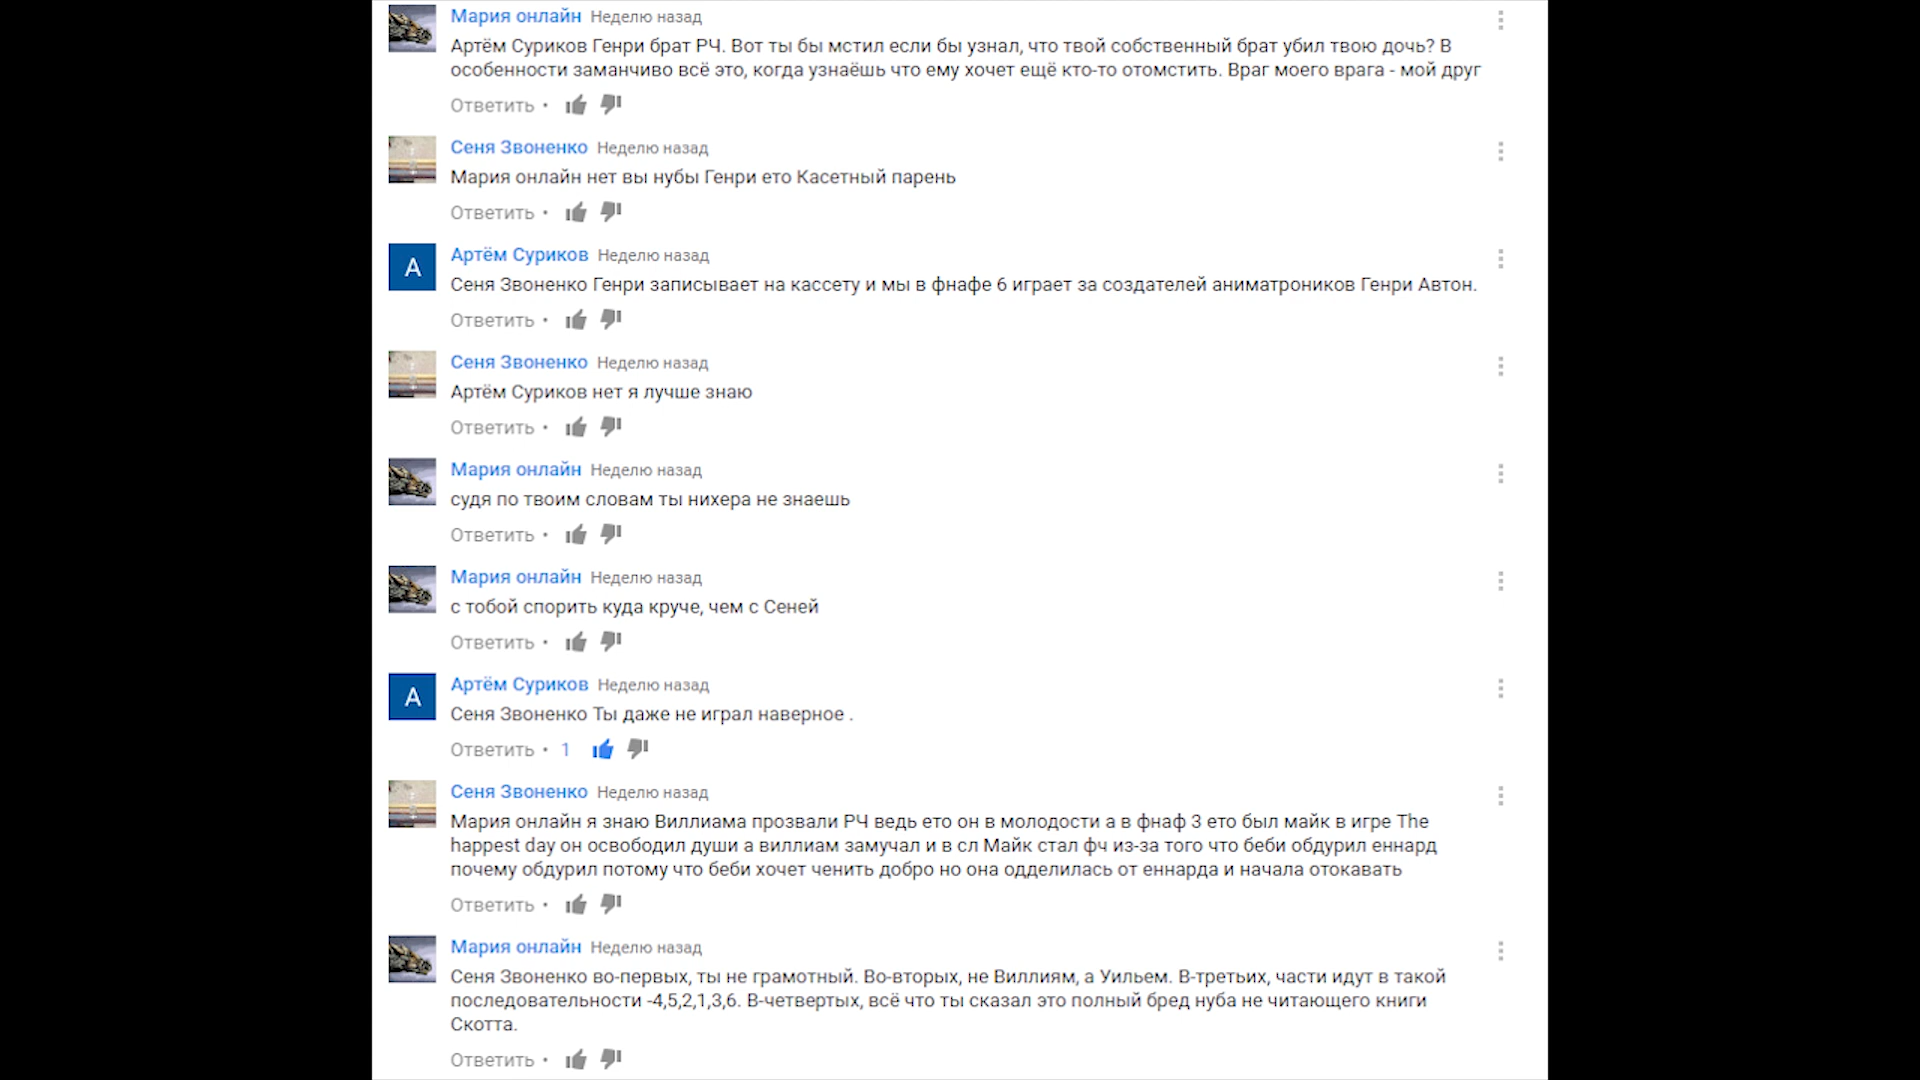 Мария онлайн Неделю назад
Артём Суриков Генри брат РЧ. Вот ты бы мстил если бы узнал, что твой собственный брат убил твою дочь? В
особенности заманчиво всё это, когда узнаёшь что ему хочет ещё кто-то отомстить. Враг моего врага - мой друг
Ответить •
Сеня Звоненко Неделю назад
Мария онлайн нет вы нубы Генри ето Касетный парень
Ответить •
А
Артём Суриков Неделю назад
Сеня Звоненко Генри записывает на кассету и мы в фнафе 6 играет за создателей аниматроников Генри Автон.
Ответить •
Сеня Звоненко Неделю назад
Артём Суриков нет я лучше знаю
Ответить •
Мария онлайн Неделю назад
судя по твоим словам ты нихера не знаешь
Ответить •
Мария онлайн Неделю назад
с тобой спорить куда круче, чем с Сеней
Ответить •
А
Артём Суриков Неделю назад
Сеня Звоненко Ты даже не играл наверное .
Ответить • 1
Сеня Звоненко Неделю назад
Мария онлайн я знаю Виллиама прозвали РЧ ведь ето он в молодости а в фнаф 3 ето был майк в игре The
happest day он освободил души а виллиам замучал и в сл Майк стал фч из-за того что беби обдурил еннард
почему обдурил потому что беби хочет ченить добро но она одделилась от еннарда и начала отокавать
Ответить •
Мария онлайн Неделю назад
Сеня Звоненко во-первых, ты не грамотный. Во-вторых, не Виллиям, а Уильем. В-третьих, части идут в такой
последовательности -4,5,2,1,3,6. В-четвертых, всё что ты сказал это полный бред нуба не читающего книги
Скотта.
Ответить •